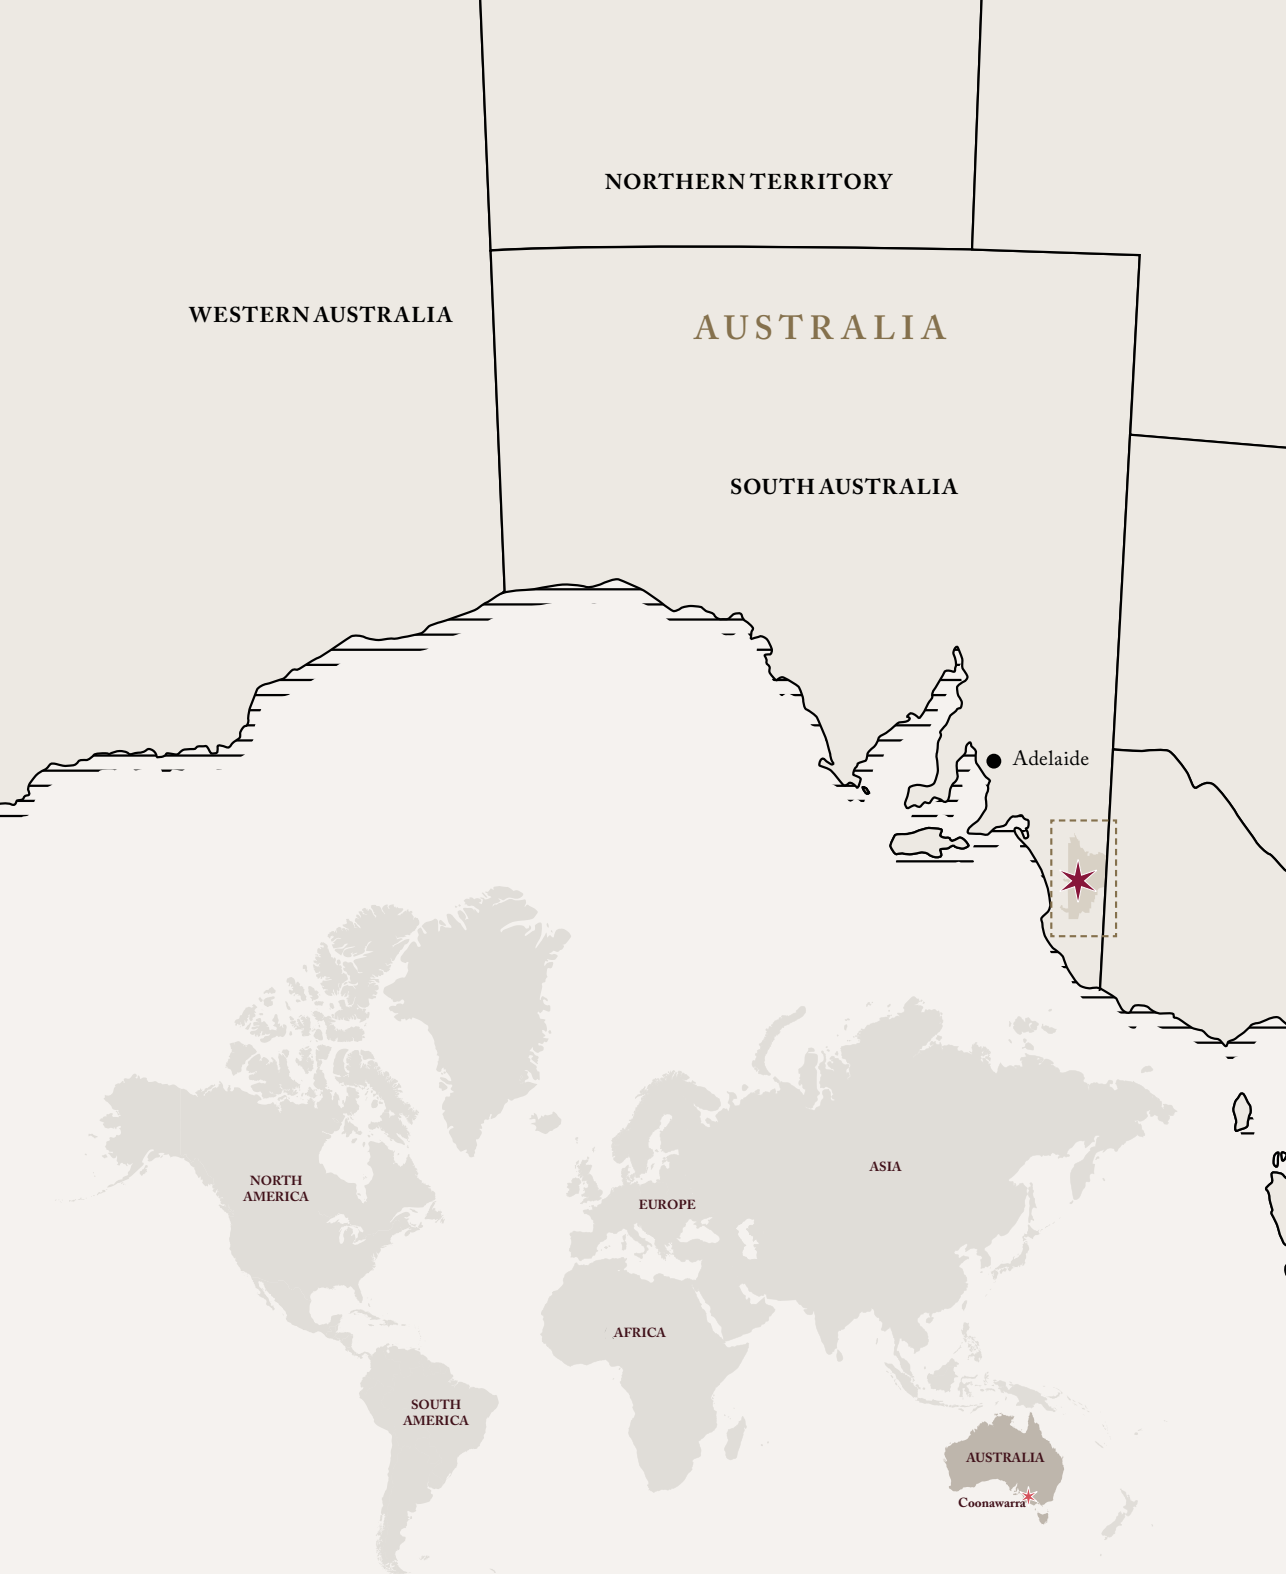 NORTHERN TERRITORY
WESTERN AUSTRALIA
AUSTRALIA
SOUTH AUSTRALIA
Adelaide
ASIA
NORTH
AMERICA
EUROPE
AFRICA
SOUTH
AMERICA
AUSTRALIA
Coonawarra